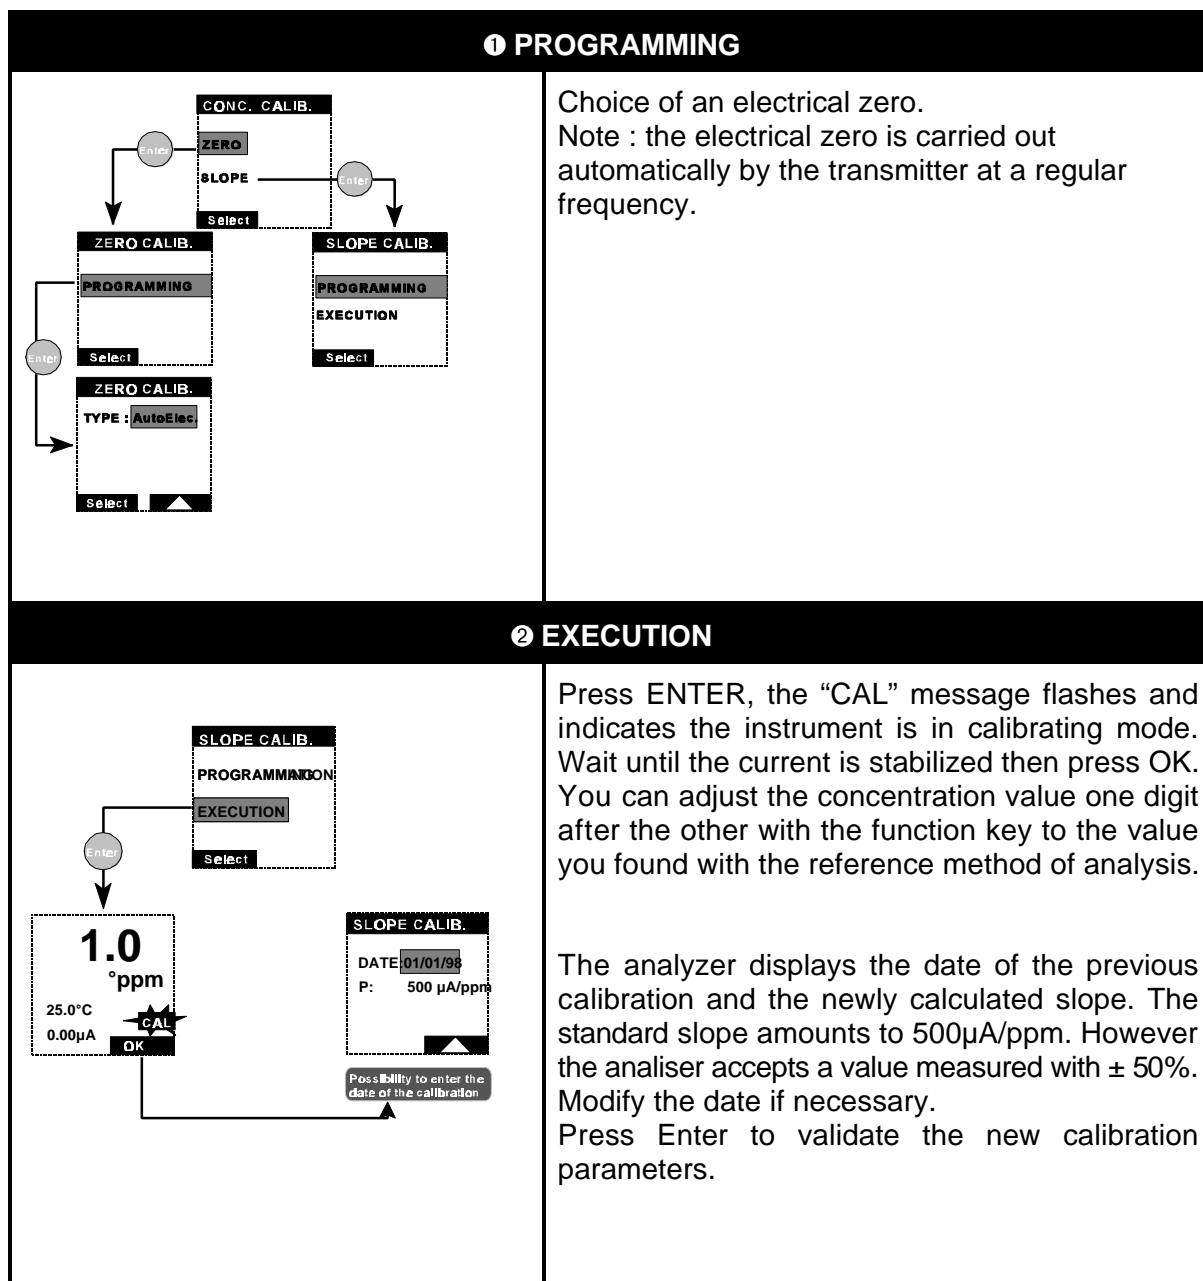 ❶ PROGRAMMING
CONC. CALIB.
Enter
ZERO
SLOPE
Enter
Select
ZERO CALIB.
PROGRAMMING
Enter
Select
SLOPE CALIB.
PROGRAMMING
EXECUTION
Select
ZERO CALIB.
TYPE : AutoElec.
Select
Choice of an electrical zero.
Note : the electrical zero is carried out
automatically by the transmitter at a regular
frequency.
❷ EXECUTION
SLOPE CALIB.
PROGRAMMING
EXECUTION
Enter
Select
1.0
°ppm
25.0°C
CAL
0.00µA
OK
SLOPE CALIB.
DATE:01/01/98
P: 500 µA/ppm
Possibility to enter the
date of the calibration
Press ENTER, the “CAL” message flashes and
indicates the instrument is in calibrating mode.
Wait until the current is stabilized then press OK.
You can adjust the concentration value one digit
after the other with the function key to the value
you found with the reference method of analysis.
The analyzer displays the date of the previous
calibration and the newly calculated slope. The
standard slope amounts to 500µA/ppm. However
the analiser accepts a value measured with ± 50%.
Modify the date if necessary.
Press Enter to validate the new calibration
parameters.